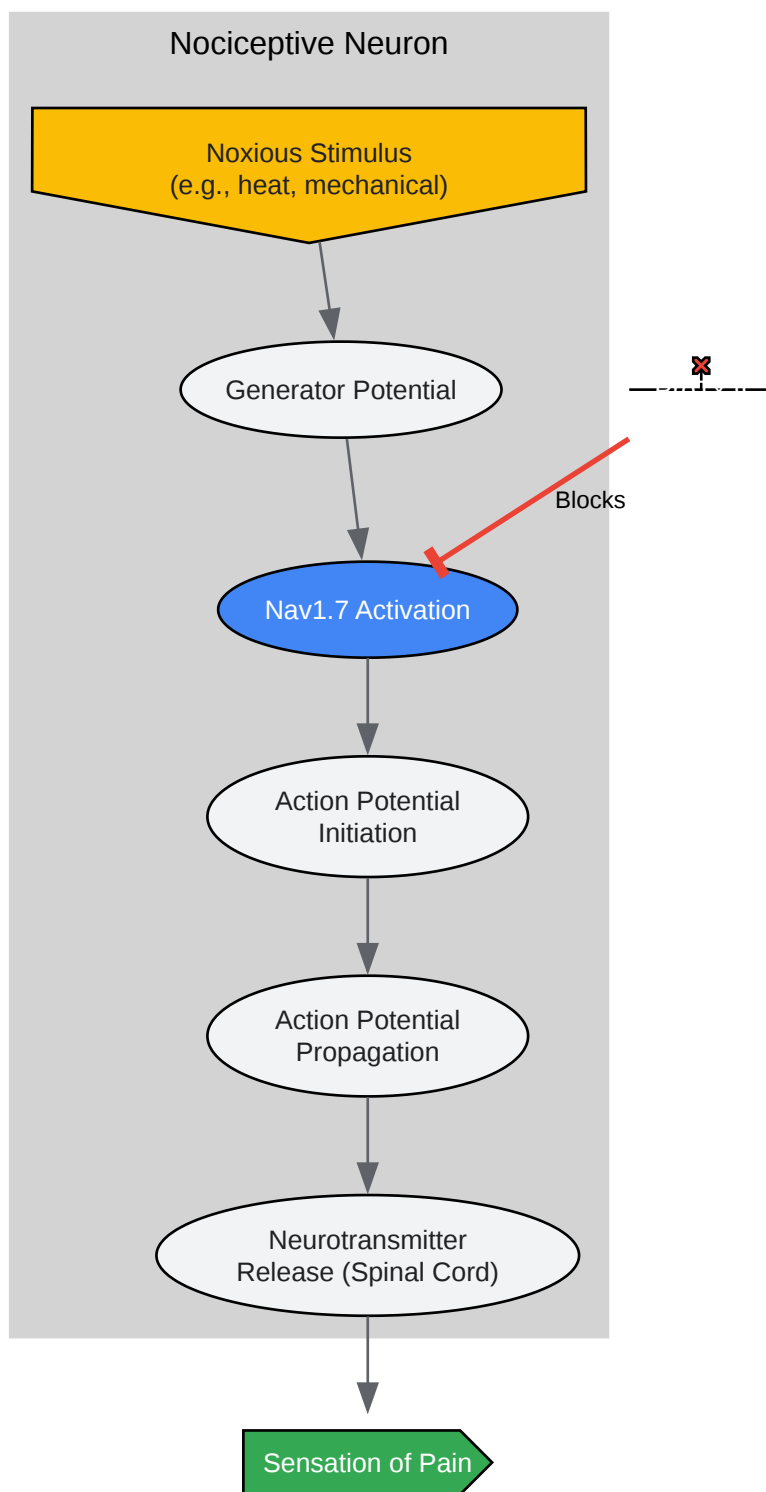 Nociceptive Neuron
Noxious Stimulus
(e.g., heat, mechanical)
Generator Potential
Blocks
Nav1.7 Activation
Action Potential
Initiation
Action Potential
Propagation
Neurotransmitter
Release (Spinal Cord)
Sensation of Pain